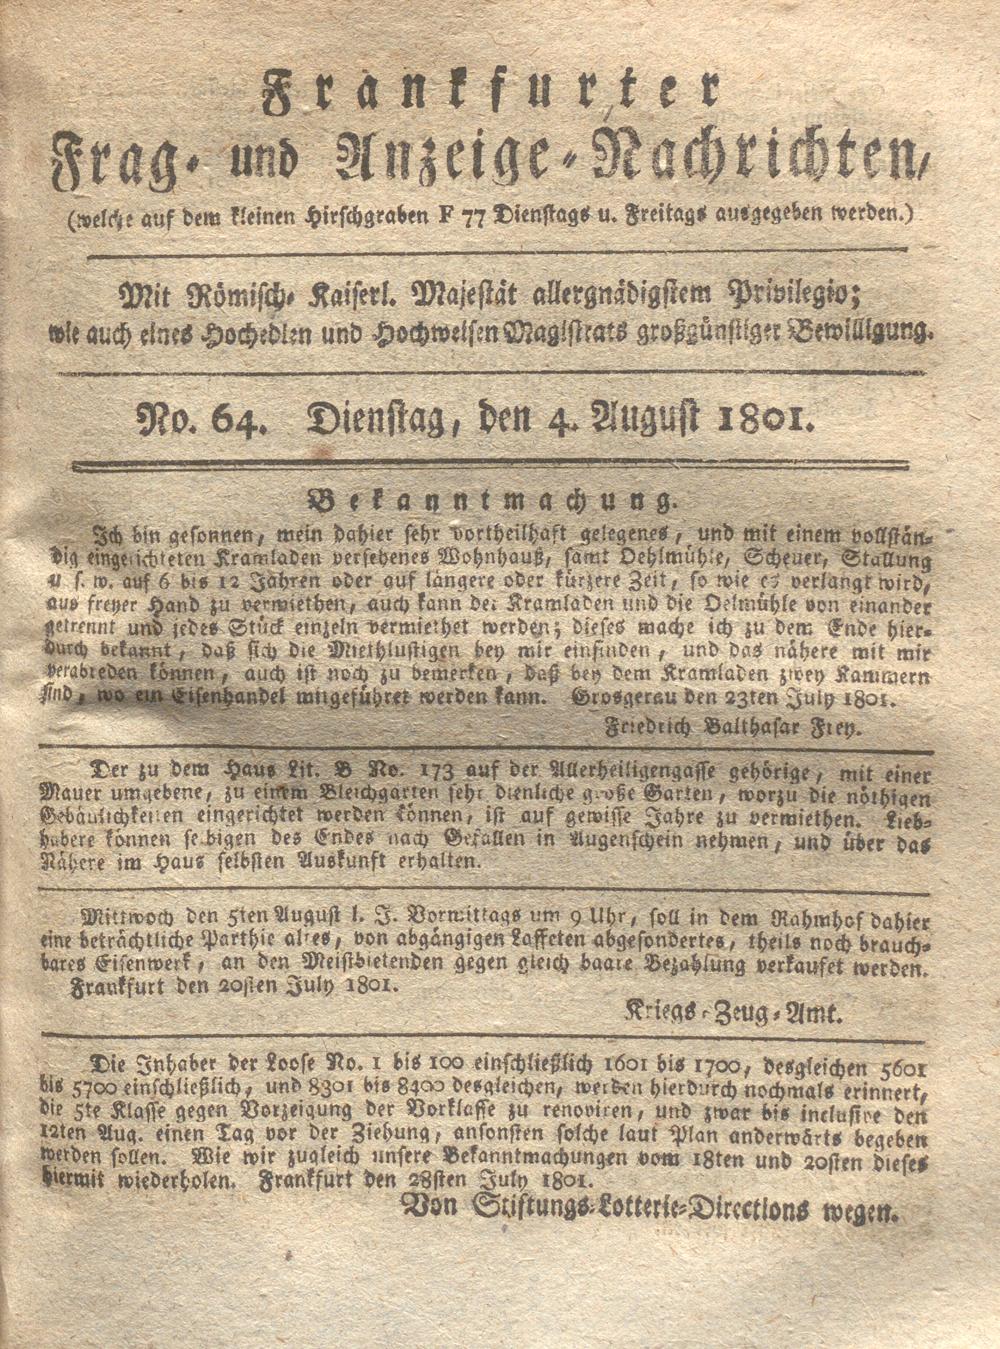 Frankfurter
Frag- und Anzeige-Nachrichten,
(welche auf dem kleinen Hirschgraben F 77 Dienstags u. Freitags ausgegeben werden.)
Mit Römisch- Kaiserl. Majestät allergnädigstem Privilegio;
wie auch eines Hochedlen und Hochweisen Magistrats großgünstiger Bewilligung.
No. 64. Dienstag, den 4. August 1801.
Bekanntmachung.
Ich bin gesonnen, mein dahier sehr vortheilhaft gelegenes, und mit einem vollstän-
dig eingerichteten Kramladen versehenes Wohnhauß, samt Oehlmühle, Scheuer, Stallung
u. s. w. auf 6 bis 12 Jahren oder auf längere oder kürzere Zeit, so wie es verlangt wird,
aus freyer Hand zu vermiethen, auch kann der Kramladen und die Oelmühle von einander
getrennt und jedes Stück einzeln vermiethet werden; dieses mache ich zu dem Ende hier-
durch bekannt, daß sich die Miethlustigen bey mir einfinden, und das nähere mit mir
verabreden können, auch ist noch zu bemerken, daß bey dem Kramladen zwey Kammern
sind, wo ein Eisenhandel mitgeführet werden kann. Grosgerau den 23ten July 1801.
Friedrich Balthasar Frey.
Der zu dem Haus Lit. B No. 173 auf der Allerheiligengasse gehörige, mit einer
Mauer umgebene, zu einem Bleichgarten sehr dienliche große Garten, worzu die nöthigen
Gebäulichkeiten eingerichtet werden können, ist auf gewisse Jahre zu vermiethen. Lieb-
habere können selbigen des Endes nach Gefallen in Augenschein nehmen, und über das
Nähere im Haus selbsten Auskunft erhalten.
Mittwoch den 5ten August l. J. Vormittags um 9 Uhr, soll in dem Rahmhof dahier
eine beträchtliche Parthie altes, von abgängigen Laffeten abgesondertes, theils noch brauch-
bares Eisenwerk, an den Meistbietenden gegen gleich baare Bezahlung verkaufet werden.
Frankfurt den 20sten July 1801.
Kriegs-Zeug-Amt.
Die Inhaber der Loose No. 1 bis 100 einschließlich 1601 bis 1700, desgleichen 5601
bis 5700 einschließlich, und 8301 bis 8400 desgleichen, werden hierdurch nochmals erinnert,
die 5te Klasse gegen Vorzeigung der Vorklasse zu renoviren, und zwar bis inclusive den
12ten Aug. einen Tag vor der Ziehung, ansonsten solche laut Plan anderwärts begeben
werden sollen. Wie wir zugleich unsere Bekanntmachungen vom 18ten und 20sten dieses
hiermit wiederholen. Frankfurt den 28sten July 1801.
Von Stiftungs-Lotterie-Directions wegen.